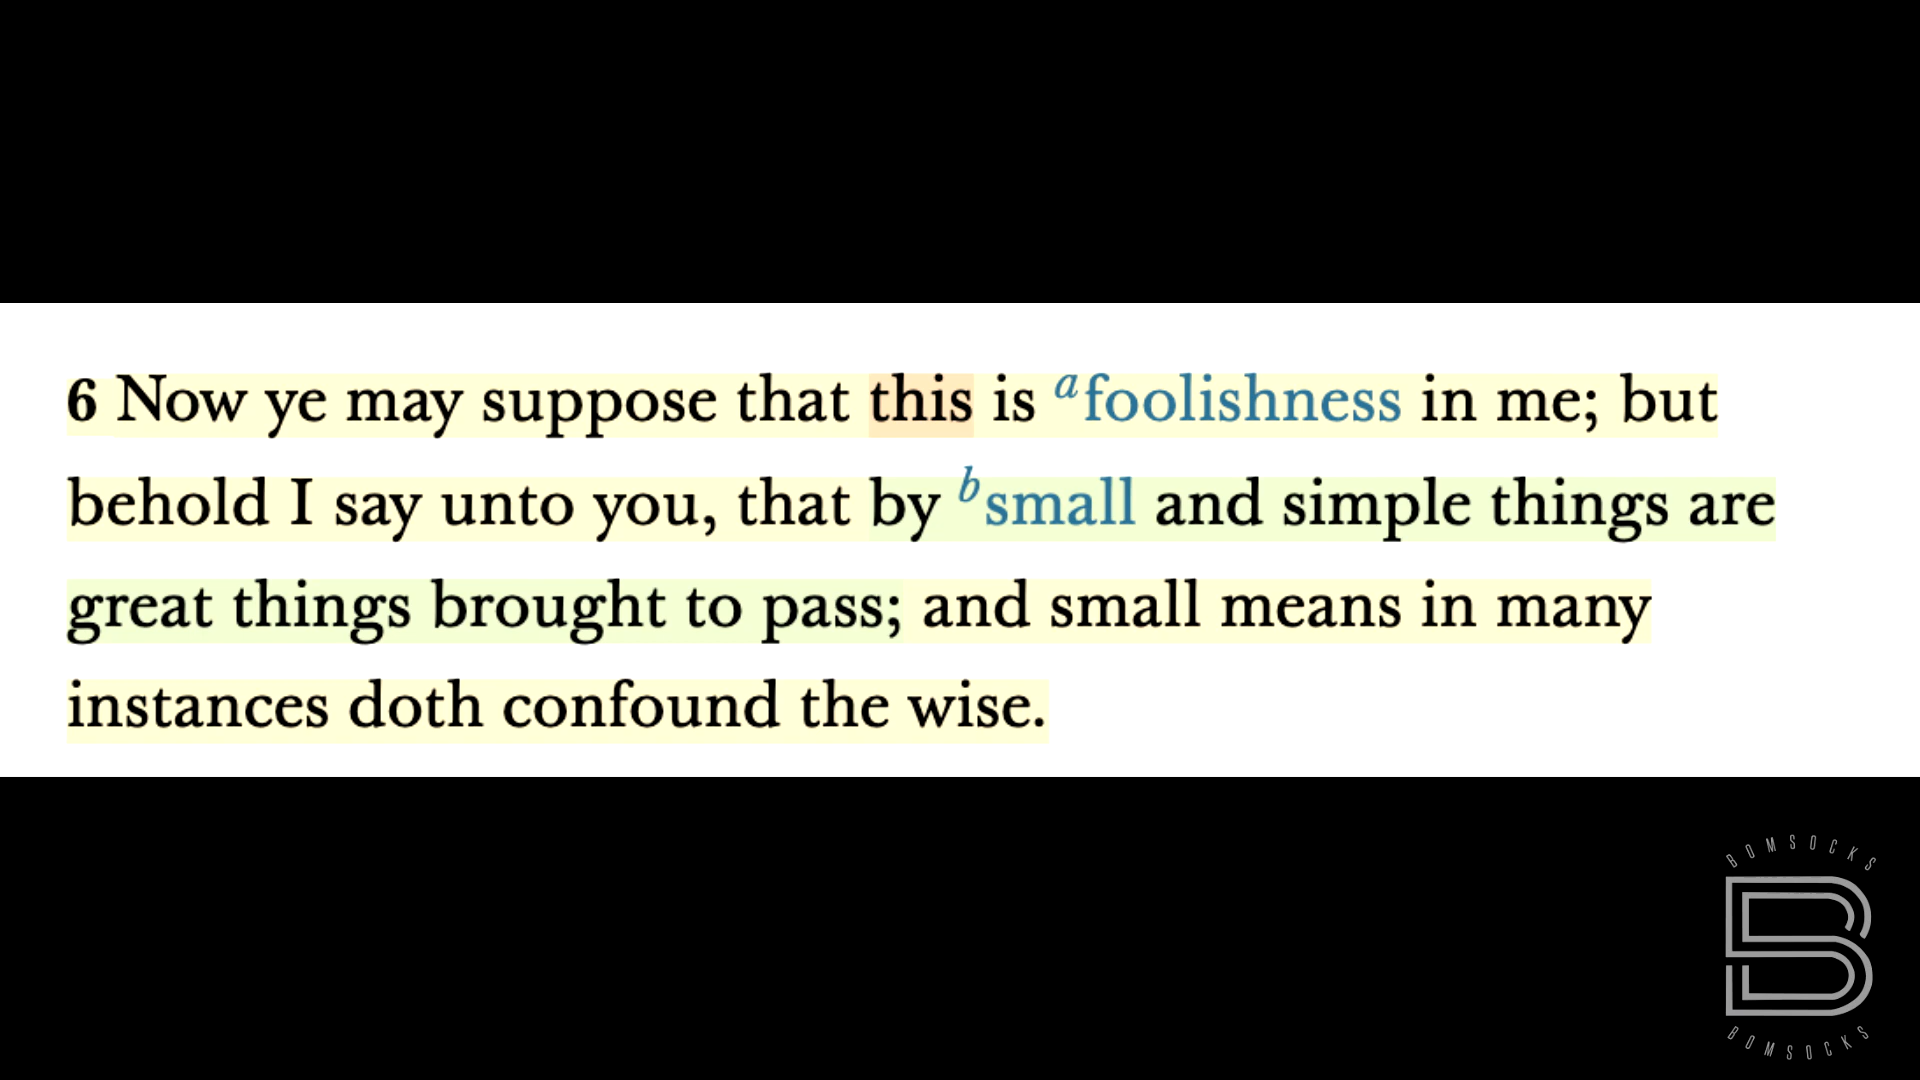 6 Now ye may suppose that this is a foolishness in me; but
behold I say unto you, that by b small and simple things are
great things brought to pass; and small means in many
instances doth confound the wise.
BOMSOCKS
B
BOMSOCKS